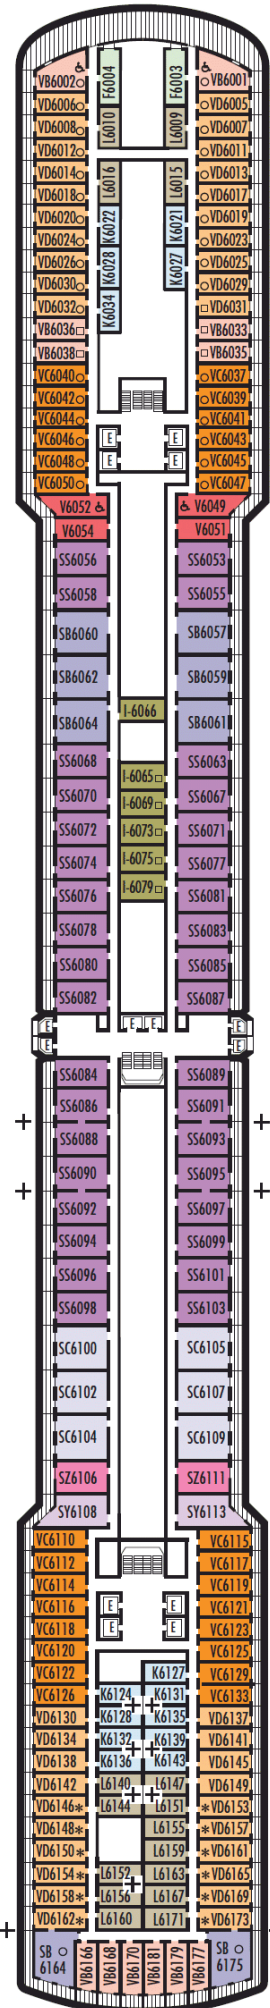 VB6002 F6004 F6005 VB6001
VD6006 VD6005
VD6008 L6010 L6009 VD6007
VD6012 VD6011
VD6014 L6016 L6015 VD6013
VD6018 VD6017
VD6020 K6022 K6021 VD6019
VD6024 VD6023
VD6026 K6028 K6027 VD6025
VD6030 VD6029
VD6032 K6034 VD6031
VB6036 VB6033
VB6038 VB6035
VC6040 VC6037
VC6042 VC6039
VC6044 VC6041
VC6046 E E VC6043
VC6048 E E VC6045
VC6050 VC6047
V6052 V6049
V6054 V6051
SS6056 SS6053
SS6058 SS6055
SB6060 SB6057
SB6062 SB6059
SB6064 I-6066 SB6061
SS6068 SS6063
I-6065
SS6070 I-6069 SS6067
SS6072 I-6073 SS6071
SS6074 I-6075 SS6077
SS6076 I-6079 SS6081
SS6078 SS6083
SS6080 SS6085
SS6082 SS6087
E E E E
E E
SS6084 SS6089
SS6086 SS6091
SS6088 SS6093
SS6090 SS6095
SS6092 SS6097
SS6094 SS6099
SS6096 SS6101
SS6098 SS6103
SC6100 SC6105
SC6102 SC6107
SC6104 SC6109
SZ6106 SZ6111
SY6108 SY6113
VC6110 VC6115
VC6112 VC6117
VC6114 VC6119
VC6116 E E VC6121
VC6118 E E VC6123
VC6120 VC6125
VC6122 K6127 VC6129
VC6126 K6124 K6131 VC6133
VD6130 K6128 K6135 VD6137
VD6134 K6132 K6139 VD6141
VD6138 K6136 K6143 VD6145
VD6142 L6140 L6147 VD6149
VD6146* L6144 L6151 *VD6153
VD6148* L6155 *VD6157
VD6150* L6159 *VD6161
VD6154* L6152 L6163 *VD6165
VD6158* L6156 L6167 *VD6169
VD6162* L6160 L6171 *VD6173
SB 6164 VB6166 VB6168 VB6170 VB6181 VB6179 VB6177 SB 6175